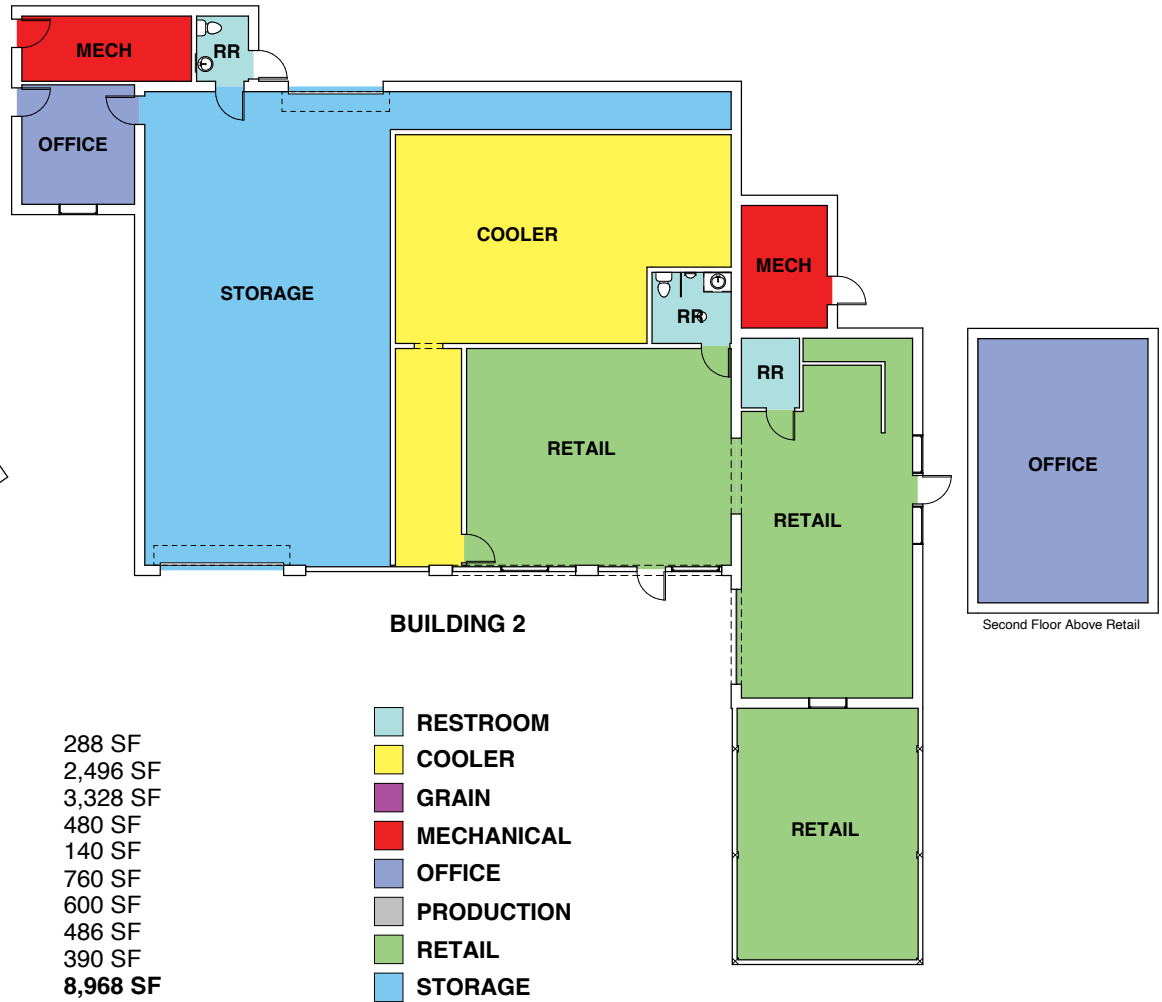 MECH
RR
OFFICE
COOLER
STORAGE
MECH
RR
RR
RETAIL
OFFICE
RETAIL
BUILDING 2
Second Floor Above Retail
RETAIL
288 SF
2,496 SF
3,328 SF
480 SF
140 SF
760 SF
600 SF
486 SF
390 SF
8,968 SF
RESTROOM
COOLER
GRAIN
MECHANICAL
OFFICE
PRODUCTION
RETAIL
STORAGE